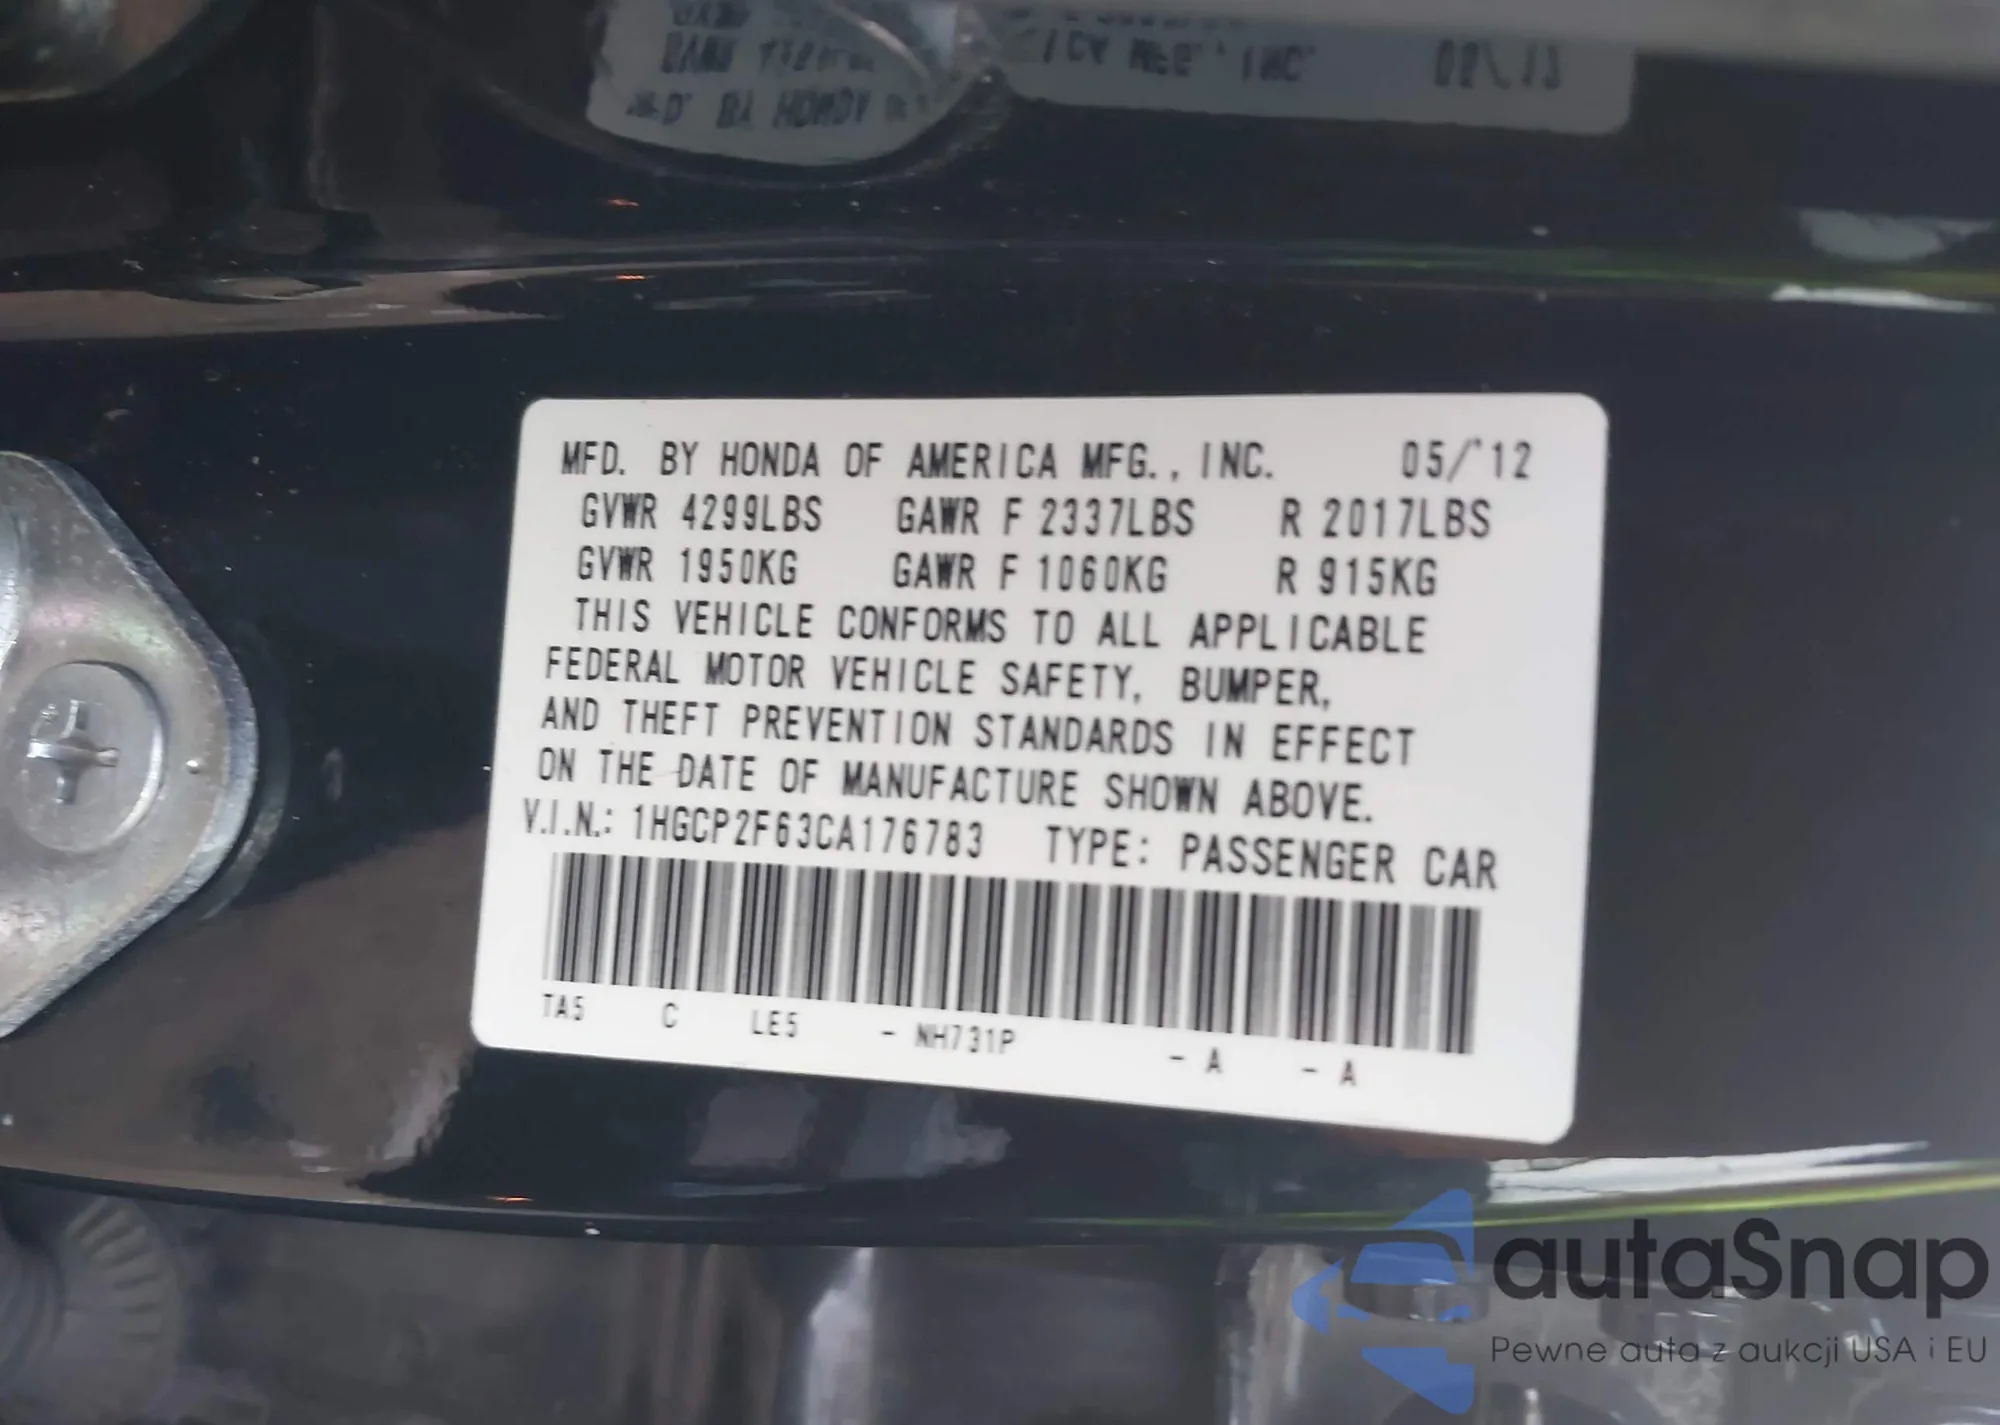 MFD. BY HONDA OF AMERICA MFG., INC. 05/'12
GVWR 4299LBS GAWR F 2337LBS R 2017LBS
GVWR 1950KG GAWR F 1060KG R 915KG
THIS VEHICLE CONFORMS TO ALL APPLICABLE
FEDERAL MOTOR VEHICLE SAFETY, BUMPER,
AND THEFT PREVENTION STANDARDS IN EFFECT
ON THE DATE OF MANUFACTURE SHOWN ABOVE.
V.I.N.: 1HGCP2F63CA176783 TYPE: PASSENGER CAR
TA5 C LE5 - NH731P - A - A
autaSnap
Pewne auta z aukcji USA i EU